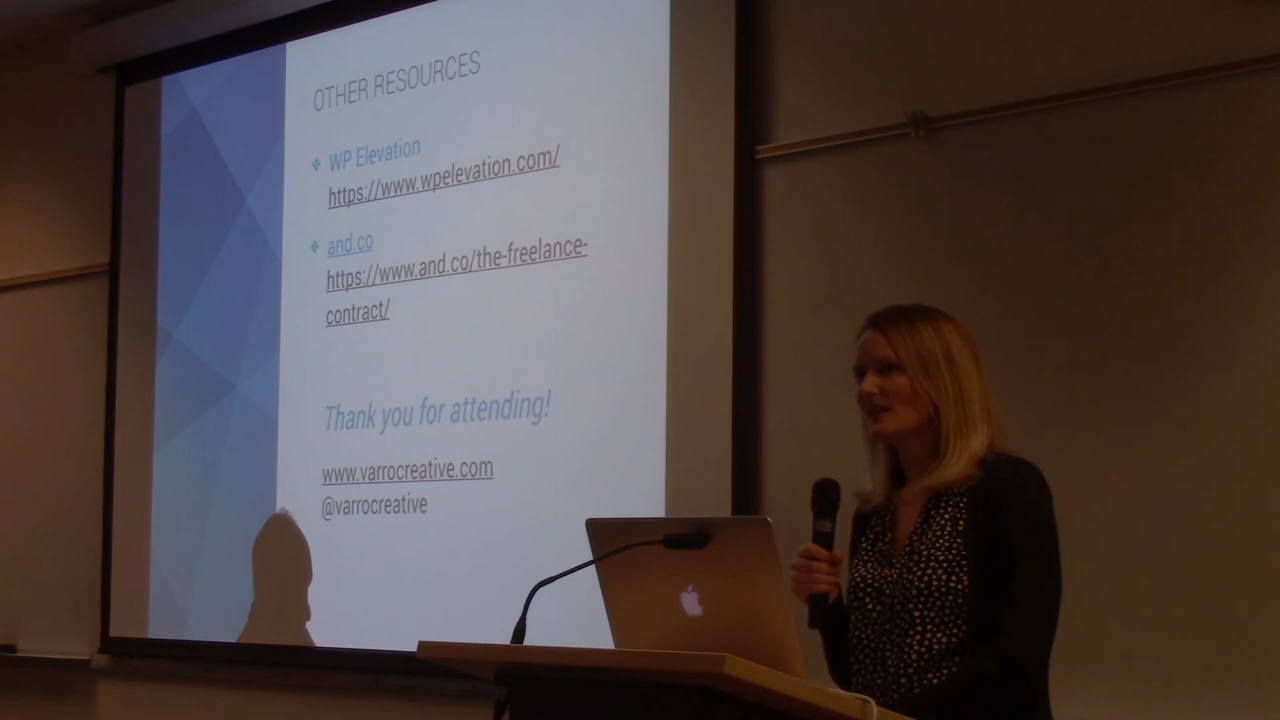 OTHER RESOURCES
❖ WP Elevation
https://www.wpelevation.com/
❖ and.co
https://www.and.co/the-freelance-
contract/
Thank you for attending!
www.varrocreative.com
@varrocreative